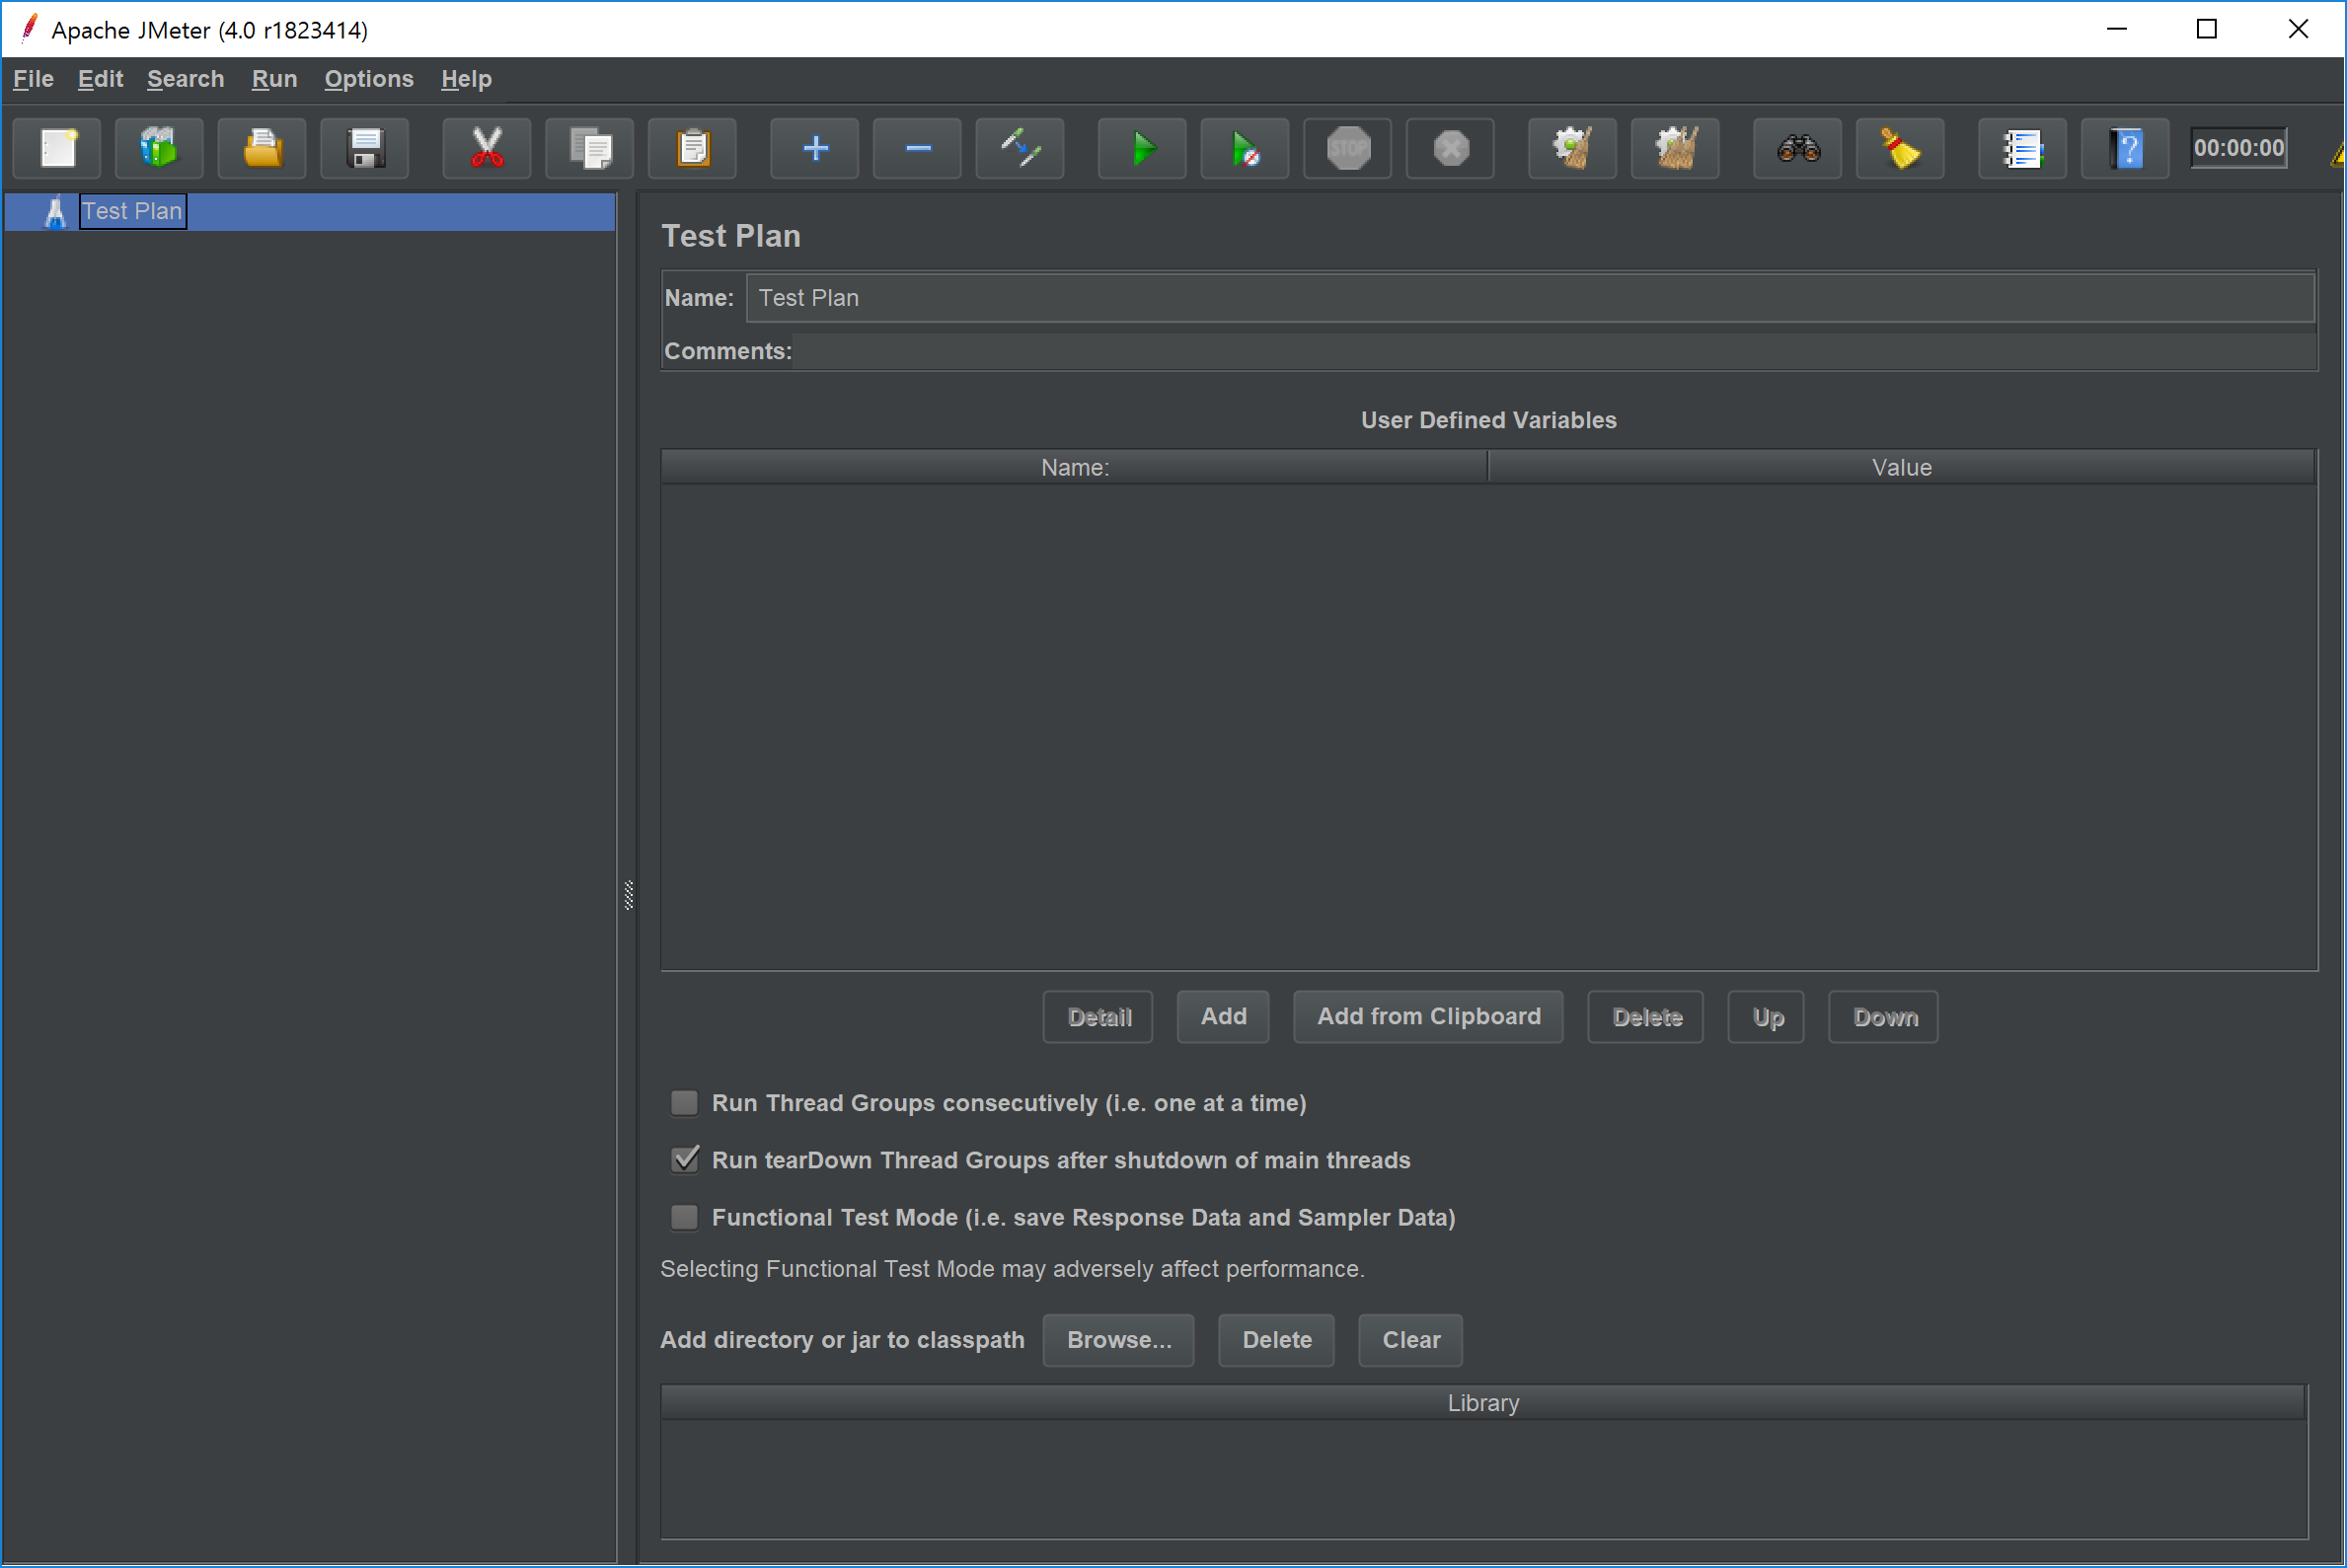 Apache JMeter (4.0 r1823414)
File Edit Search Run Options Help
STOP
?
00:00:00
Test Plan
Test Plan
Name: Test Plan
Comments:
User Defined Variables
Name: Value
Detail Add Add from Clipboard Delete Up Down
Run Thread Groups consecutively (i.e. one at a time)
Run tearDown Thread Groups after shutdown of main threads
Functional Test Mode (i.e. save Response Data and Sampler Data)
Selecting Functional Test Mode may adversely affect performance.
Add directory or jar to classpath Browse... Delete Clear
Library